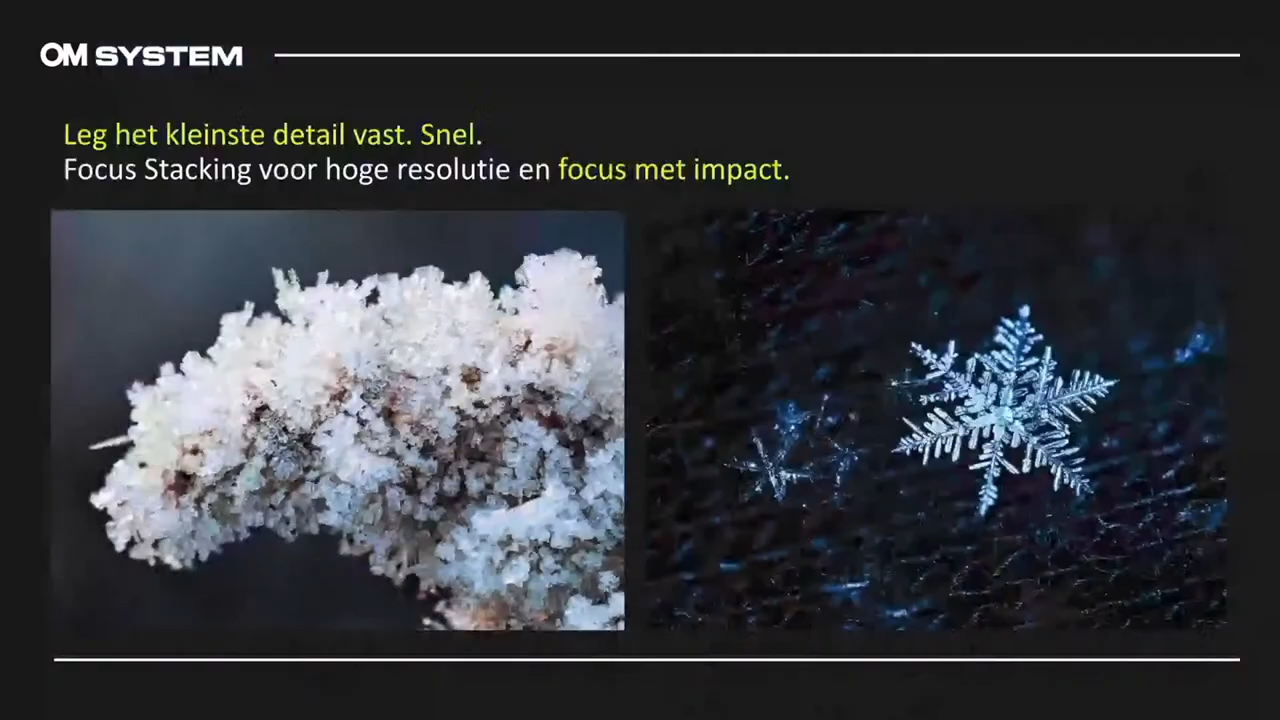 OM SYSTEM
Leg het kleinste detail vast. Snel.
Focus Stacking voor hoge resolutie en focus met impact.